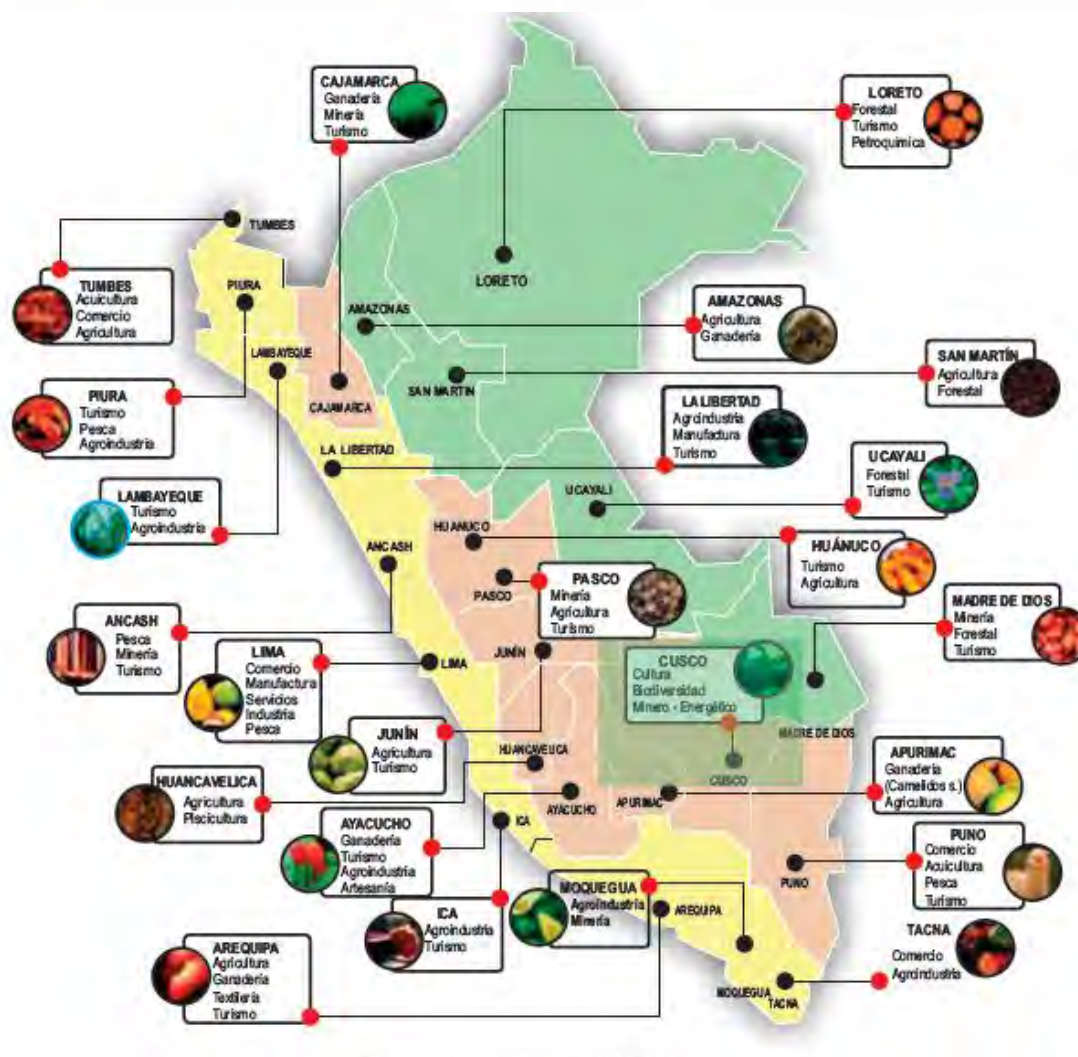 CAJAMARCA
Ganadería
Minería
Turismo
LORETO
Forestal
Turismo
Petroquimica
TUMBES
LORETO
TUMBES
Acuicultura
Comercio
Agricultura
PIURA
AMAZONAS
AMAZONAS
Agricultura
Ganadería
LAMBAYEQUE
SAN MARTIN
SAN MARTÍN
Agricultura
Forestal
PIURA
Turismo
Pesca
Agroindustria
CAJAMARCA
LA LIBERTAD
LA LIBERTAD
Agroindustria
Manufactura
Turismo
UCAYALI
Forestal
Turismo
LAMBAYEQUE
Turismo
Agroindustria
UCAYALI
HUANUCO
ANCASH
HUÁNUCO
Turismo
Agricultura
PASCO
PASCO
Minería
Agricultura
Turismo
MADRE DE DIOS
Minería
Forestal
Turismo
ANCASH
Pesca
Minería
Turismo
LIMA
Comercio
Manufactura
Servicios
Industria
Pesca
LIMA
JUNÍN
CUSCO
Cultura
Biodiversidad
Minero - Energético
MADRE DE DIOS
JUNÍN
Agricultura
Turismo
HUANCAVELICA
CUSCO
APURIMAC
Ganadería
(Camelidos s.)
Agricultura
HUANCAVELICA
Agricultura
Piscicultura
AYACUCHO
APURIMAC
ICA
AYACUCHO
Ganadería
Turismo
Agroindustria
Artesanía
PUNO
Comercio
Acuicultura
Pesca
Turismo
PUNO
MOQUEGUA
Agroindustria
Minería
AREQUIPA
ICA
Agroindustria
Turismo
TACNA
Comercio
Agroindustria
AREQUIPA
Agricultura
Ganadería
Textilería
Turismo
MOQUEGUA
TACNA